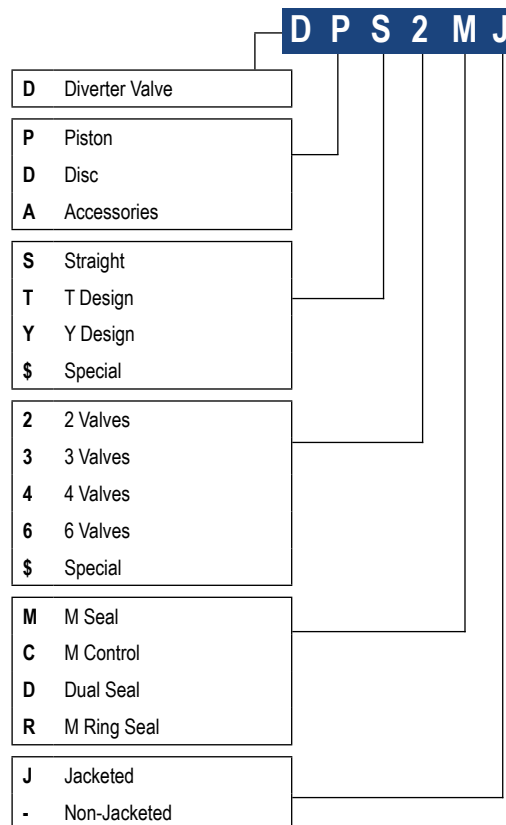 D P S 2 M J
D Diverter Valve
P Piston
D Disc
A Accessories
S Straight
T T Design
Y Y Design
$ Special
2 2 Valves
3 3 Valves
4 4 Valves
6 6 Valves
$ Special
M M Seal
C M Control
D Dual Seal
R M Ring Seal
J Jacketed
- Non-Jacketed